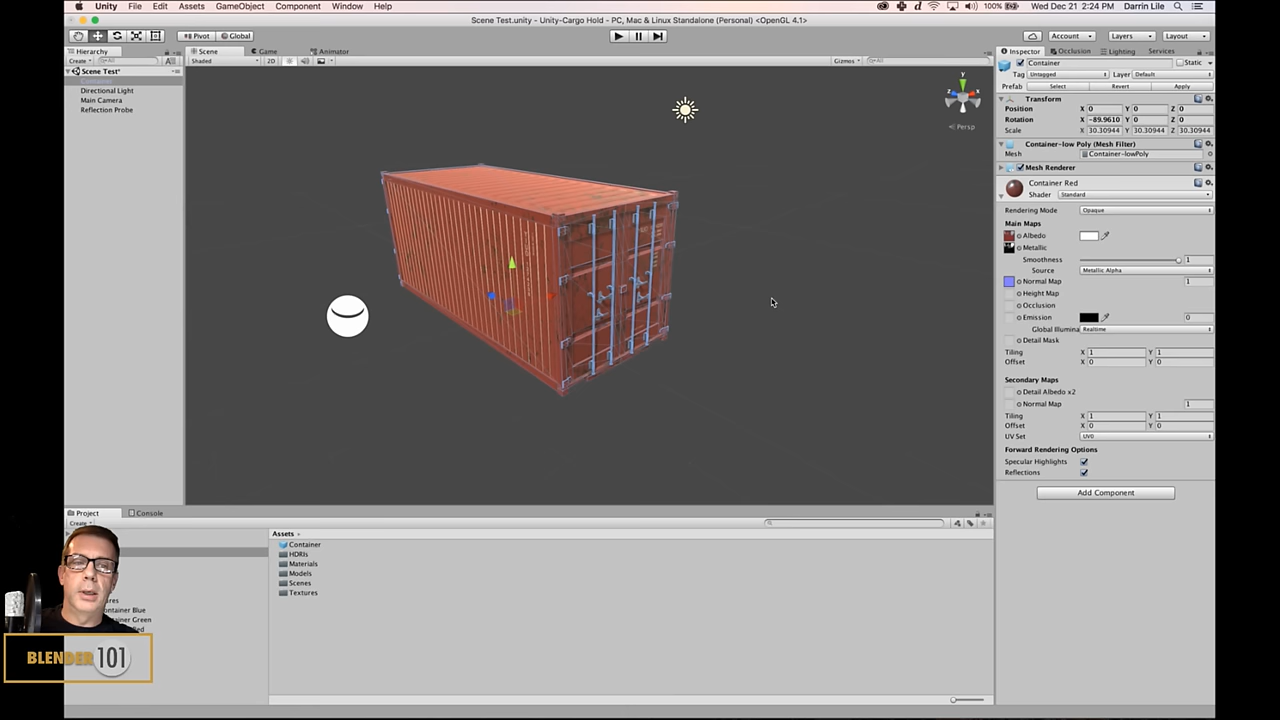 Unity File Edit Assets GameObject Component Window Help 100% Wed Dec 21 2:24 PM Darrin Lile
Scene Test.unity - Unity-Cargo Hold - PC, Mac & Linux Standalone (Personal) <OpenGL 4.1>
Pivot Global Account Layers Layout
Hierarchy
Create All
Scene Test*
Directional Light
Main Camera
Reflection Probe
Scene Game Animator
Shaded 2D Gizmos All
y
z x
Persp
Inspector Occlusion Lighting Services
Container Static
Tag Untagged Layer Default
Prefab Select Revert Apply
Transform
Position X 0 Y 0 Z 0
Rotation X -89.9610 Y 0 Z 0
Scale X 30.30944 Y 30.30944 Z 30.30944
Container-low Poly (Mesh Filter)
Mesh Container-lowPoly
Mesh Renderer
Container Red
Shader Standard
Rendering Mode Opaque
Main Maps
Albedo
Metallic
Smoothness 1
Source Metallic Alpha
Normal Map 1
Height Map
Occlusion
Emission 0
Global Illumina Realtime
Detail Mask
Tiling X 1 Y 1
Offset X 0 Y 0
Secondary Maps
Detail Albedo x2
Normal Map 1
Tiling X 1 Y 1
Offset X 0 Y 0
UV Set UV0
Forward Rendering Options
Specular Highlights
Reflections
Add Component
Project Console
Create
Assets
Container
HDRIs
Materials
Models
Scenes
Textures
ures
ontainer Blue
ntainer Green
BLENDER 101